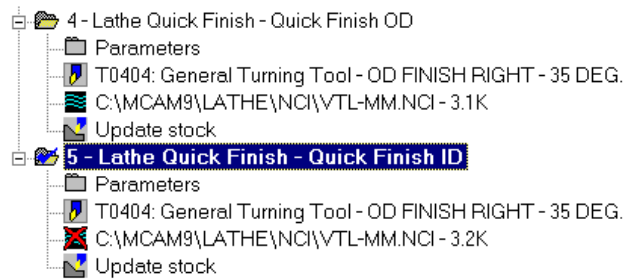 4 - Lathe Quick Finish - Quick Finish OD
Parameters
T0404: General Turning Tool - OD FINISH RIGHT - 35 DEG.
C:\MCAM9\LATHE\NCI\VTL-MM.NCI - 3.1K
Update stock
5 - Lathe Quick Finish - Quick Finish ID
Parameters
T0404: General Turning Tool - OD FINISH RIGHT - 35 DEG.
C:\MCAM9\LATHE\NCI\VTL-MM.NCI - 3.2K
Update stock